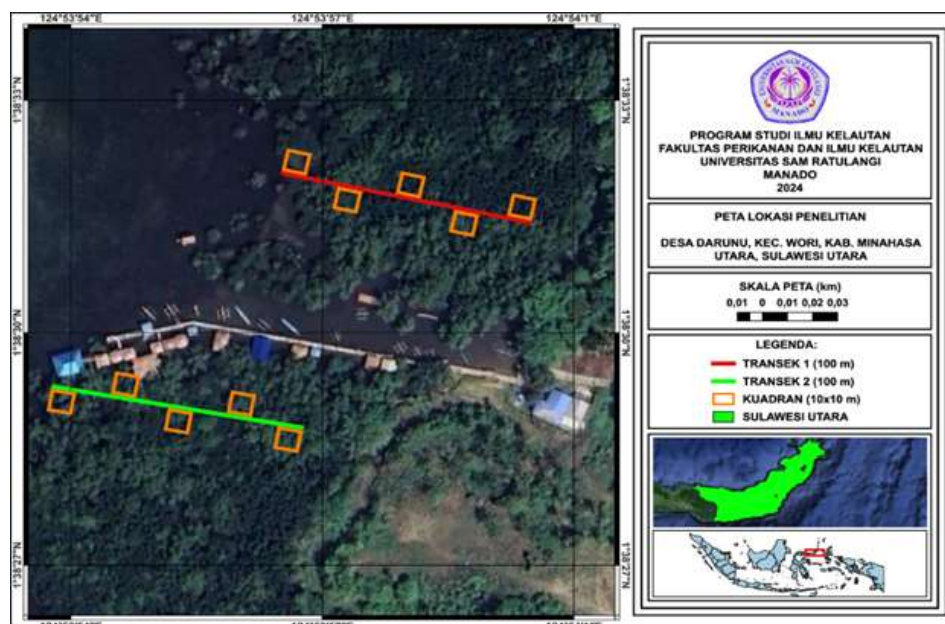 124°53'54"E 124°53'57"E 124°54'1"E
1°38'33"N
1°38'33"N
1°38'30"N
1°38'30"N
1°38'27"N
1°38'27"N
UNIVERSITAS SAM RATULANGI
MANADO
PROGRAM STUDI ILMU KELAUTAN
FAKULTAS PERIKANAN DAN ILMU KELAUTAN
UNIVERSITAS SAM RATULANGI
MANADO
2024
PETA LOKASI PENELITIAN
DESA DARUNU, KEC. WORI, KAB. MINAHASA
UTARA, SULAWESI UTARA
SKALA PETA (km)
0,01 0 0,01 0,02 0,03
LEGENDA:
TRANSEK 1 (100 m)
TRANSEK 2 (100 m)
KUADRAN (10x10 m)
SULAWESI UTARA